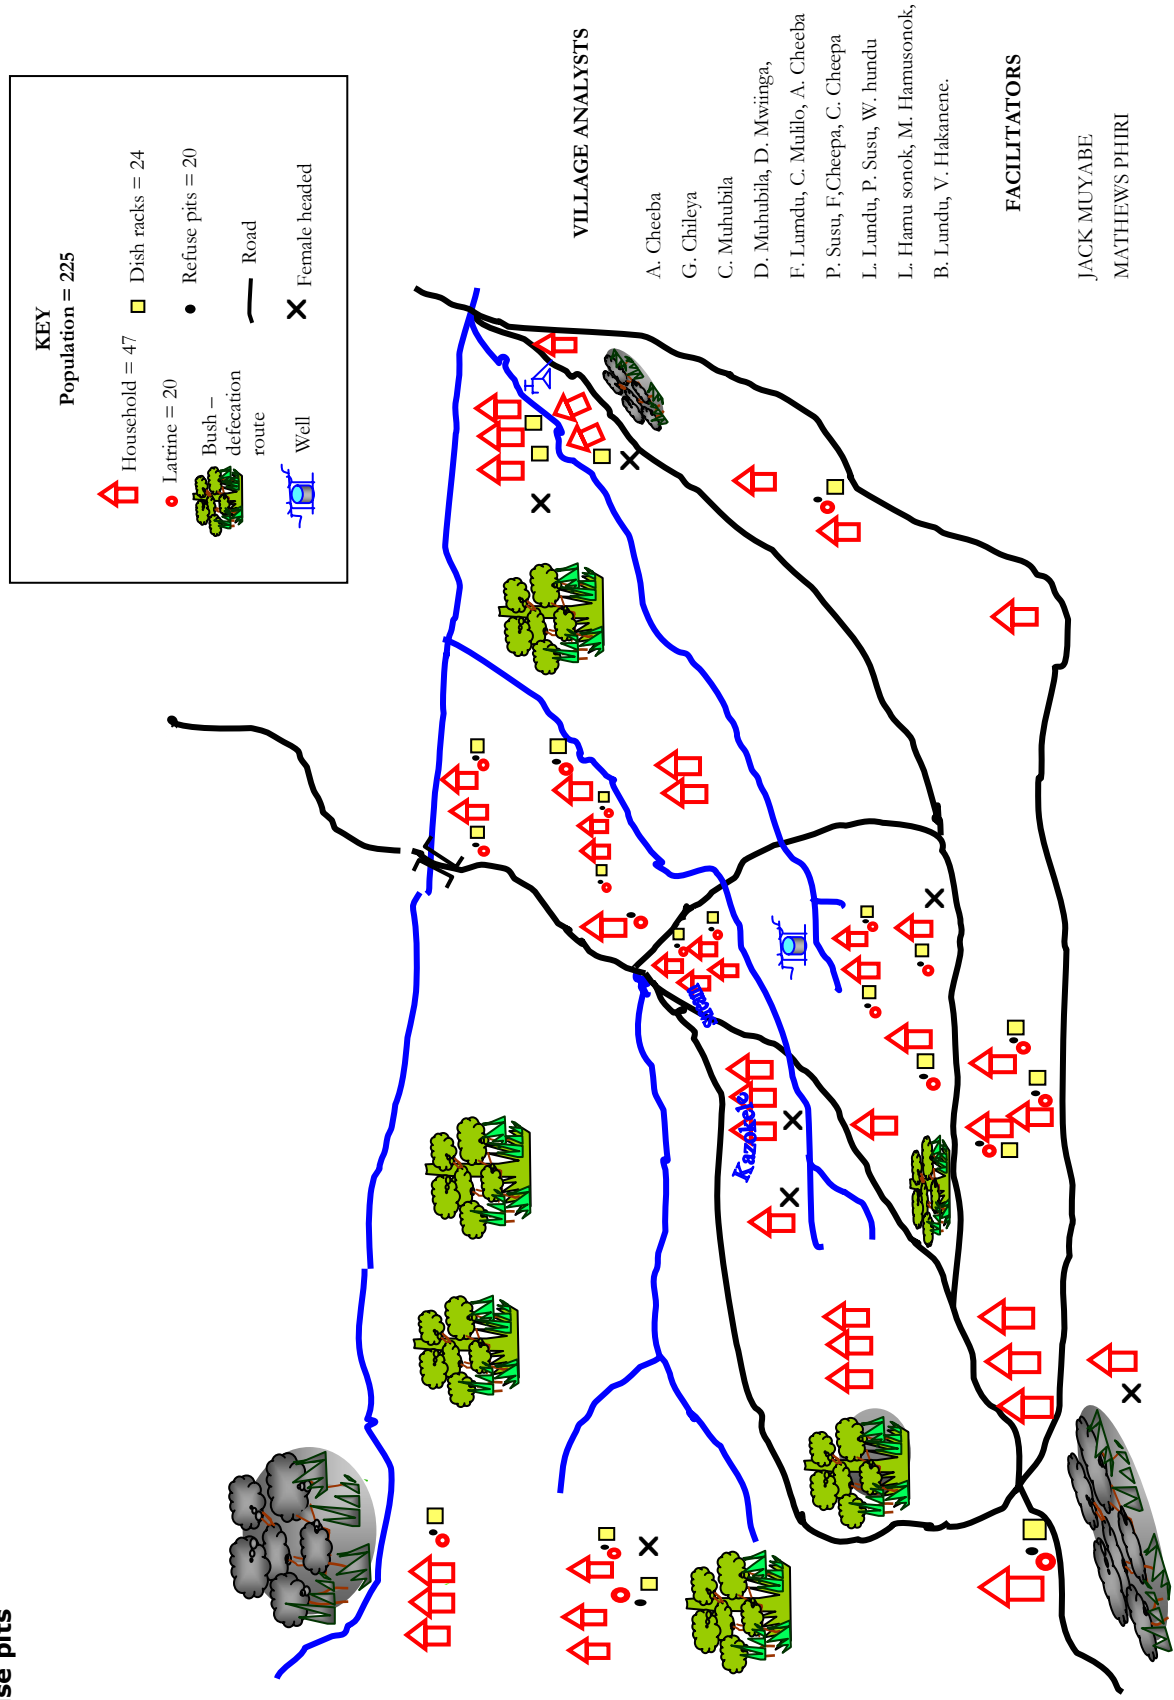 se pits
KEY
Population = 225
Household = 47
Dish racks = 24
Latrine = 20
Refuse pits = 20
Bush –
defecation
route
Road
Well
Female headed
Kazokelo
VILLAGE ANALYSTS
A. Cheeba
G. Chileya
C. Muhubila
D. Muhubila, D. Mwiinga,
F. Lumdu, C. Mulilo, A. Cheeba
P. Susu, F,Cheepa, C. Cheepa
L. Lundu, P. Susu, W. hundu
L. Hamu sonok, M. Hamusonok,
B. Lundu, V. Hakanene.
FACILITATORS
JACK MUYABE
MATHEWS PHIRI